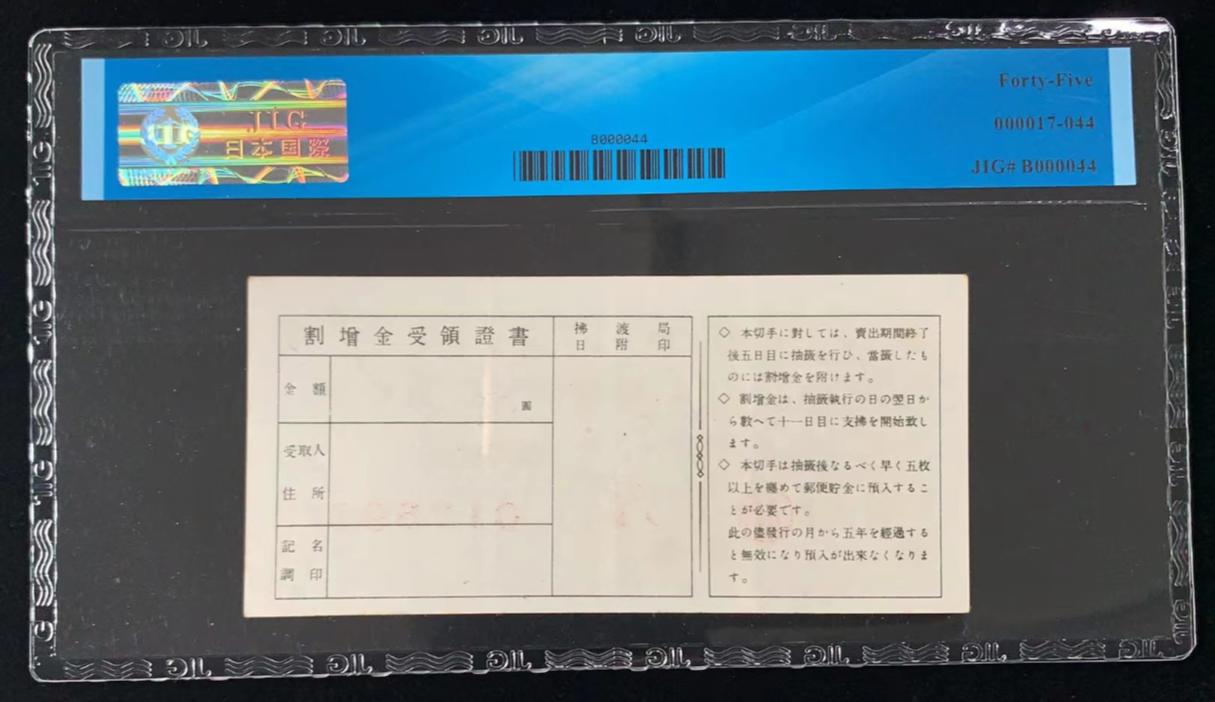 JIG
日本国際
B000044
Forty-Five
000017-044
JIG# B000044
割增金受領證書
拂渡局
日附印
金額
圓
受取人
住所
記名
調印
◇ 本切手に對しては、賣出期間終了
後五日目に抽籤を行ひ、當籤したも
のには割增金を附けます。
◇ 割增金は、抽籤執行の日の翌日か
ら數へて十一日目に支拂を開始致し
ます。
◇ 本切手は抽籤後なるべく早く五枚
以上を纏めて郵便貯金に預入するこ
とが必要です。
此の儘發行の月から五年を經過する
と無效になり預入が出來なくなりま
す。